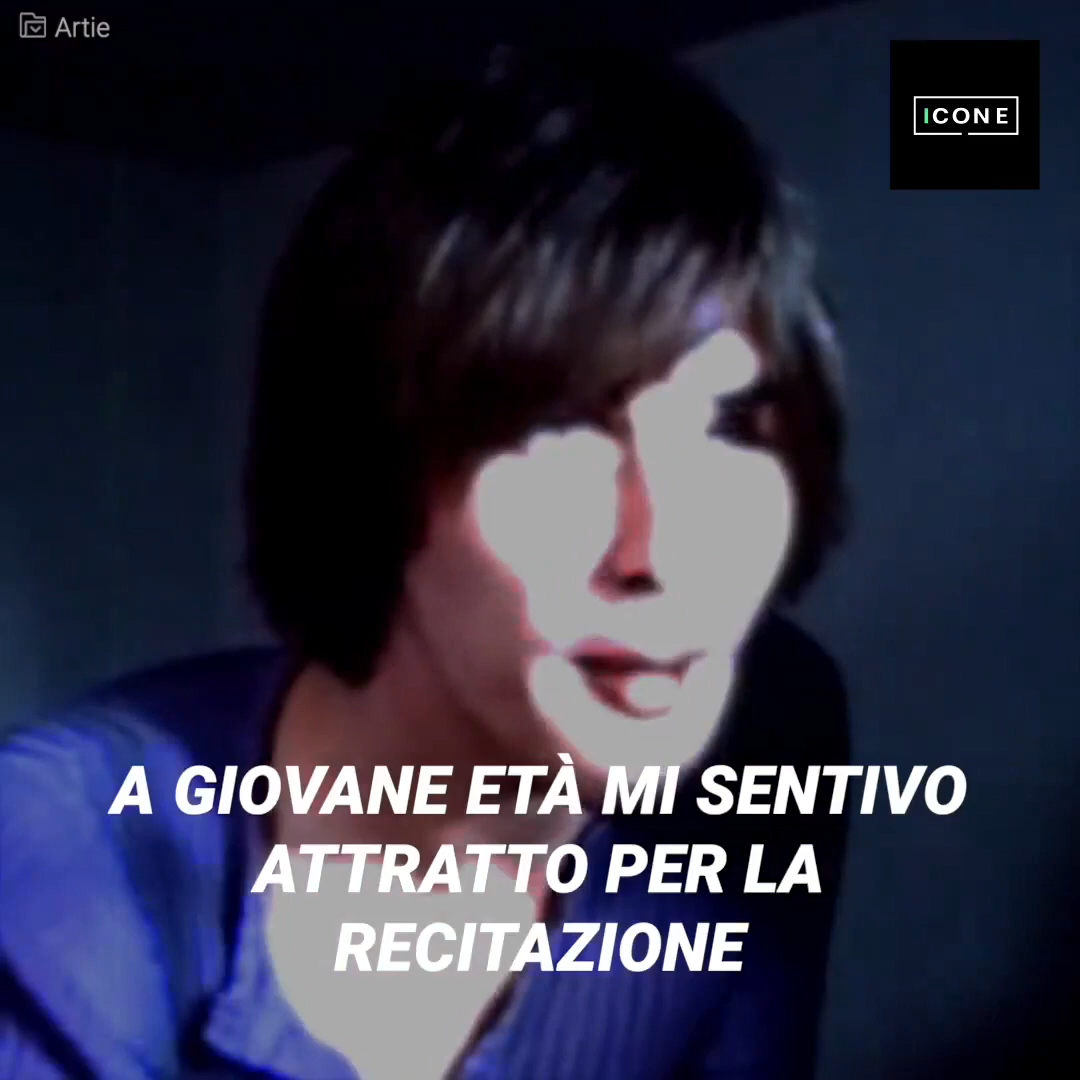 Artie
ICONE
A GIOVANE ETÀ MI SENTIVO
ATTRATTO PER LA
RECITAZIONE